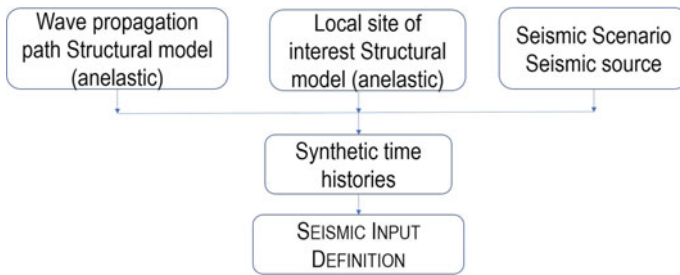 Wave propagation
path Structural model
(anelastic)
Local site of
interest Structural
model (anelastic)
Seismic Scenario
Seismic source
Synthetic time
histories
SEISMIC INPUT
DEFINITION